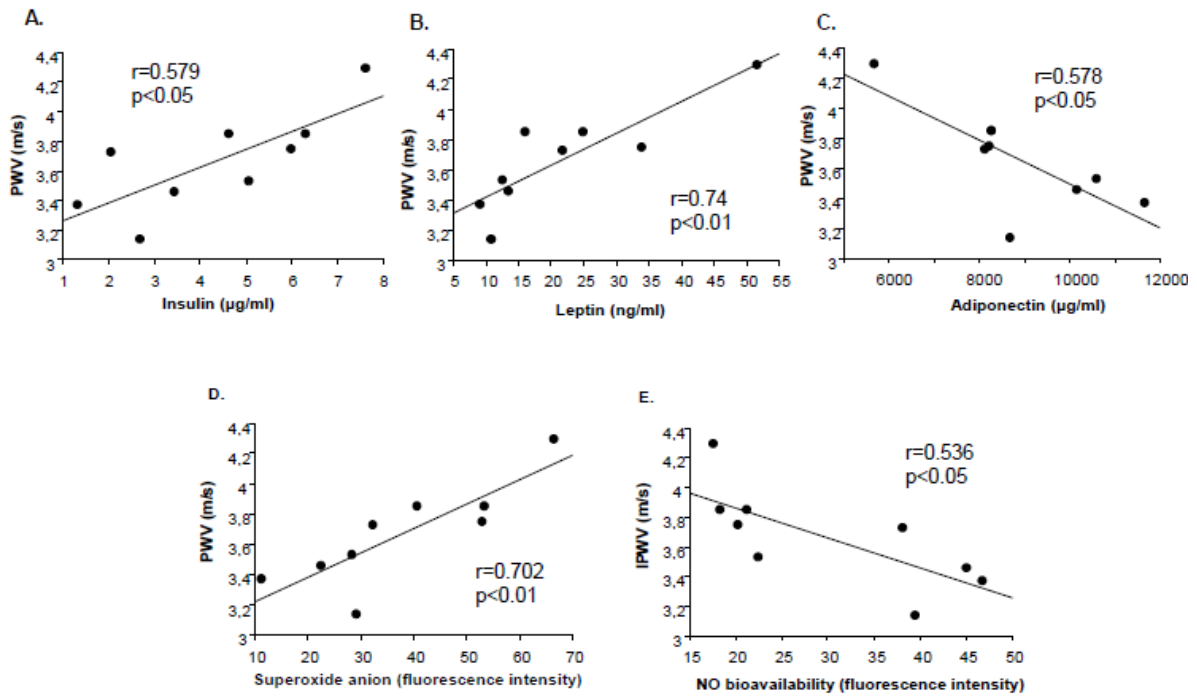 A.
r=0.579
p<0.05
PWV (m/s)
4,4
4,2
4
3,8
3,6
3,4
3,2
3
1 2 3 4 5 6 7 8
Insulin (µg/ml)
B.
r=0.74
p<0.01
PWV (m/s)
4,4
4,2
4
3,8
3,6
3,4
3,2
3
5 10 15 20 25 30 35 40 45 50 55
Leptin (ng/ml)
C.
r=0.578
p<0.05
PWV (m/s)
4,4
4,2
4
3,8
3,6
3,4
3,2
3
6000 8000 10000 12000
Adiponectin (µg/ml)
D.
r=0.702
p<0.01
PWV (m/s)
4,4
4,2
4
3,8
3,6
3,4
3,2
3
10 20 30 40 50 60 70
Superoxide anion (fluorescence intensity)
E.
r=0.536
p<0.05
IPWV (m/s)
4,4
4,2
4
3,8
3,6
3,4
3,2
3
15 20 25 30 35 40 45 50
NO bioavailability (fluorescence intensity)